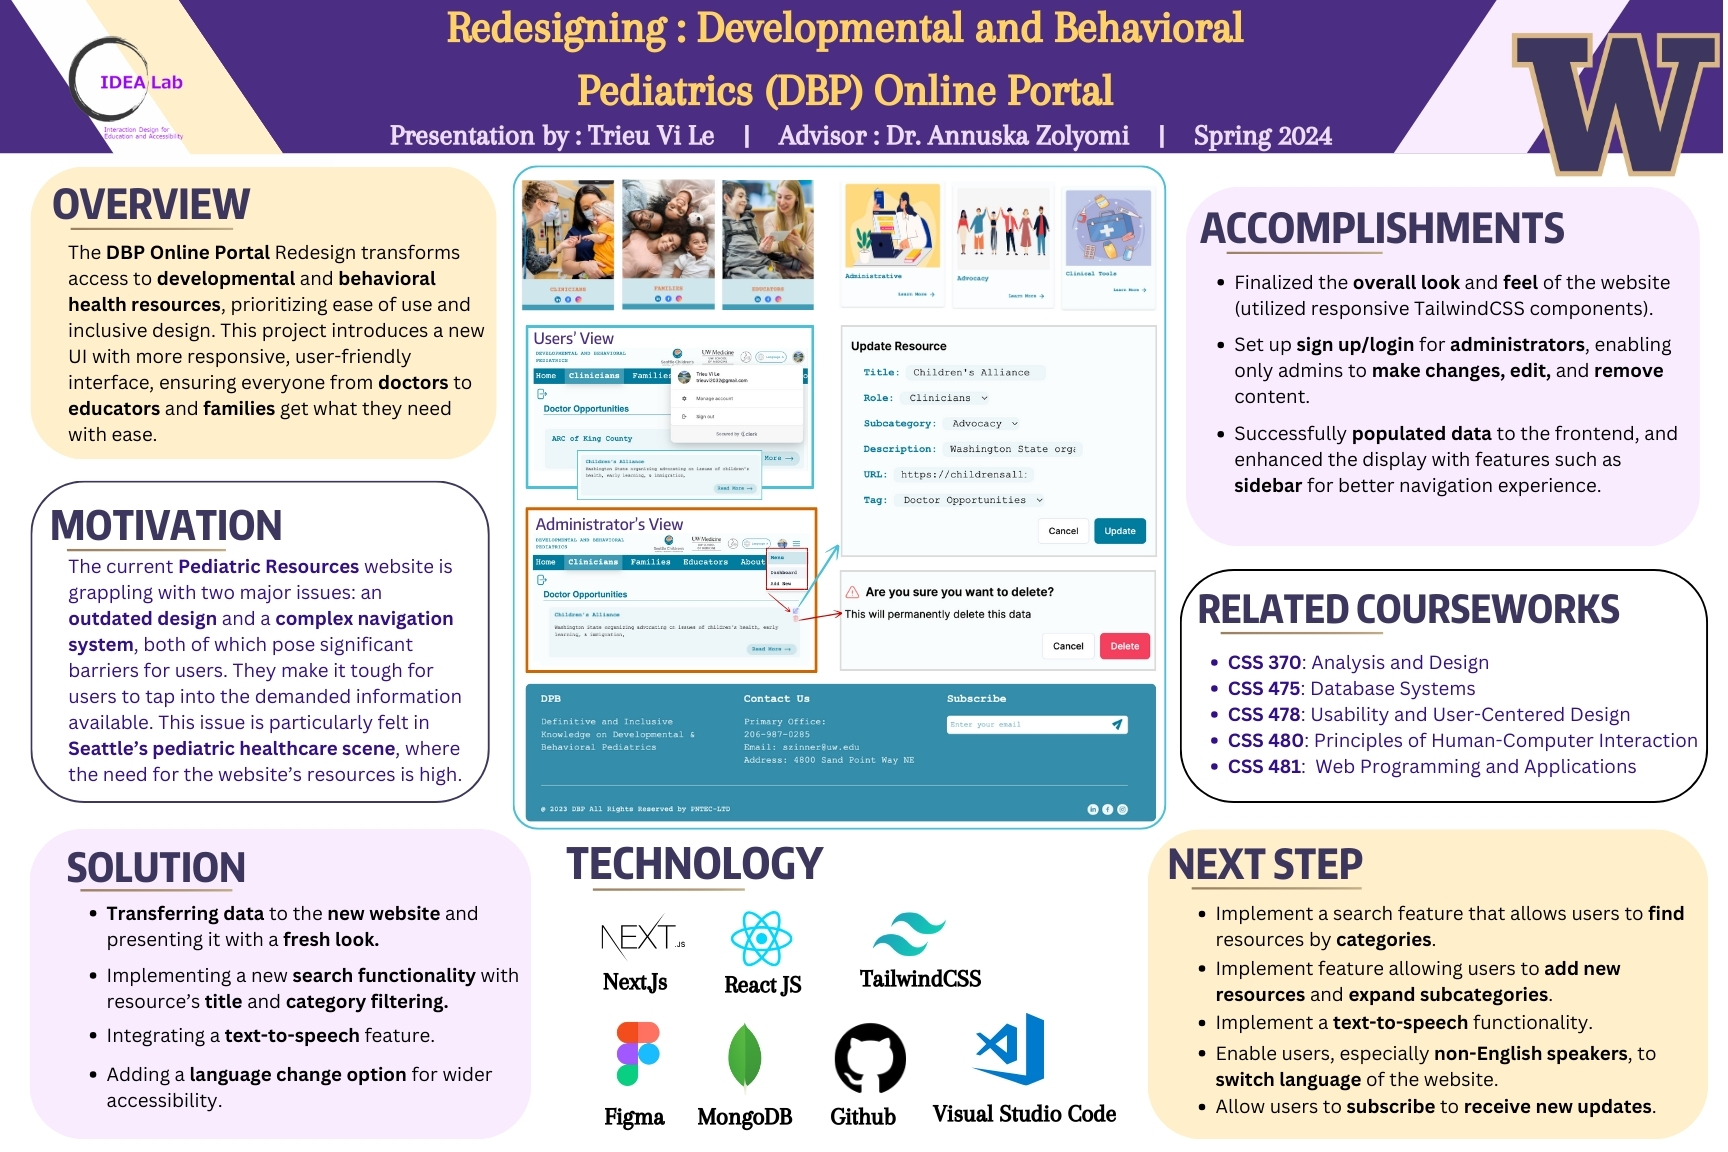 Redesigning : Developmental and Behavioral
Pediatrics (DBP) Online Portal
Presentation by : Trieu Vi Le | Advisor : Dr. Annuska Zolyomi | Spring 2024
IDEA Lab
Interaction Design for
Education and Accessibility
W
OVERVIEW
The DBP Online Portal Redesign transforms
access to developmental and behavioral
health resources, prioritizing ease of use and
inclusive design. This project introduces a new
UI with more responsive, user-friendly
interface, ensuring everyone from doctors to
educators and families get what they need
with ease.
MOTIVATION
The current Pediatric Resources website is
grappling with two major issues: an
outdated design and a complex navigation
system, both of which pose significant
barriers for users. They make it tough for
users to tap into the demanded information
available. This issue is particularly felt in
Seattle's pediatric healthcare scene, where
the need for the website's resources is high.
SOLUTION
Transferring data to the new website and
presenting it with a fresh look.
Implementing a new search functionality with
resource's title and category filtering.
Integrating a text-to-speech feature.
Adding a language change option for wider
accessibility.
CLINICIANS
FAMILIES
EDUCATORS
Administrative
Learn More →
Advocacy
Learn More →
Clinical Tools
Learn More →
Users' View
DEVELOPMENTAL AND BEHAVIORAL
PEDIATRICS
Seattle Children's
UW Medicine
Language
Home Clinicians Families
Trieu Vi Le
trieuvi2032@gmail.com
Manage account
Sign out
Secured by clerk
Doctor Opportunities
ARC of King County
More →
Children's Alliance
Washington State organizing advocating on issues of children's
health, early learning, a immigration,
Read More →
Administrator's View
DEVELOPMENTAL AND BEHAVIORAL
PEDIATRICS
Seattle Children's
UW Medicine
Home Clinicians Families Educators About
Menu
Dashboard
Add New
Doctor Opportunities
Children's Alliance
Washington State organizing advocating on issues of children's health, early
learning, a immigration,
Read More →
Update Resource
Title: Children's Alliance
Role: Clinicians
Subcategory: Advocacy
Description: Washington State orga
URL: https://childrensall:
Tag: Doctor Opportunities
Cancel Update
Are you sure you want to delete?
This will permanently delete this data
Cancel Delete
DPB
Definitive and Inclusive
Knowledge on Developmental &
Behavioral Pediatrics
Contact Us
Primary Office:
206-987-0285
Email: szinner@uw.edu
Address: 4800 Sand Point Way NE
Subscribe
Enter your email
@ 2023 DBP All Rights Reserved by PNTEC-LTD
TECHNOLOGY
NEXT.JS
Next.Js
React JS
TailwindCSS
Figma
MongoDB
Github
Visual Studio Code
ACCOMPLISHMENTS
Finalized the overall look and feel of the website
(utilized responsive TailwindCSS components).
Set up sign up/login for administrators, enabling
only admins to make changes, edit, and remove
content.
Successfully populated data to the frontend, and
enhanced the display with features such as
sidebar for better navigation experience.
RELATED COURSEWORKS
CSS 370: Analysis and Design
CSS 475: Database Systems
CSS 478: Usability and User-Centered Design
CSS 480: Principles of Human-Computer Interaction
CSS 481: Web Programming and Applications
NEXT STEP
Implement a search feature that allows users to find
resources by categories.
Implement feature allowing users to add new
resources and expand subcategories.
Implement a text-to-speech functionality.
Enable users, especially non-English speakers, to
switch language of the website.
Allow users to subscribe to receive new updates.